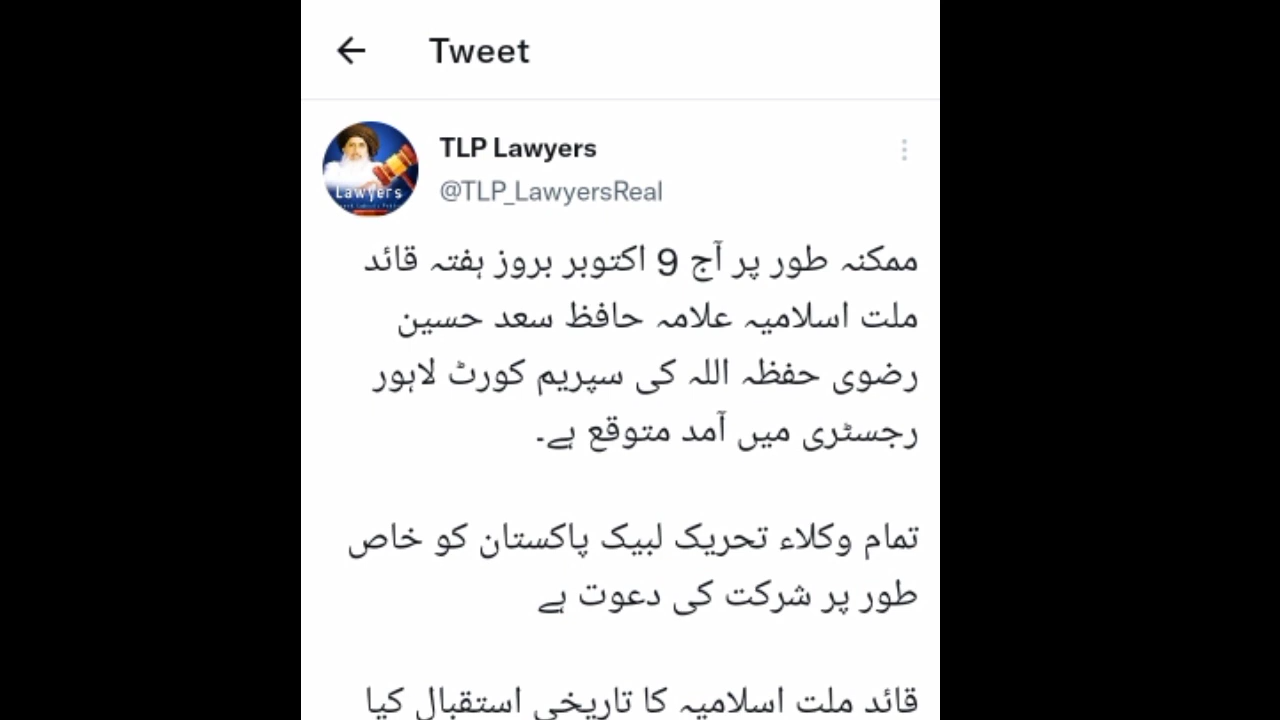 Tweet
TLP Lawyers
@TLP_LawyersReal
Lawyers
ممکنہ طور پر آج 9 اکتوبر بروز ہفتہ قائد
ملت اسلامیہ علامہ حافظ سعد حسین
رضوی حفظہ اللہ کی سپریم کورٹ لاہور
رجسٹری میں آمد متوقع ہے۔
تمام وکلاء تحریک لبیک پاکستان کو خاص
طور پر شرکت کی دعوت ہے
قائد ملت اسلامیہ کا تاریخی استقبال کیا